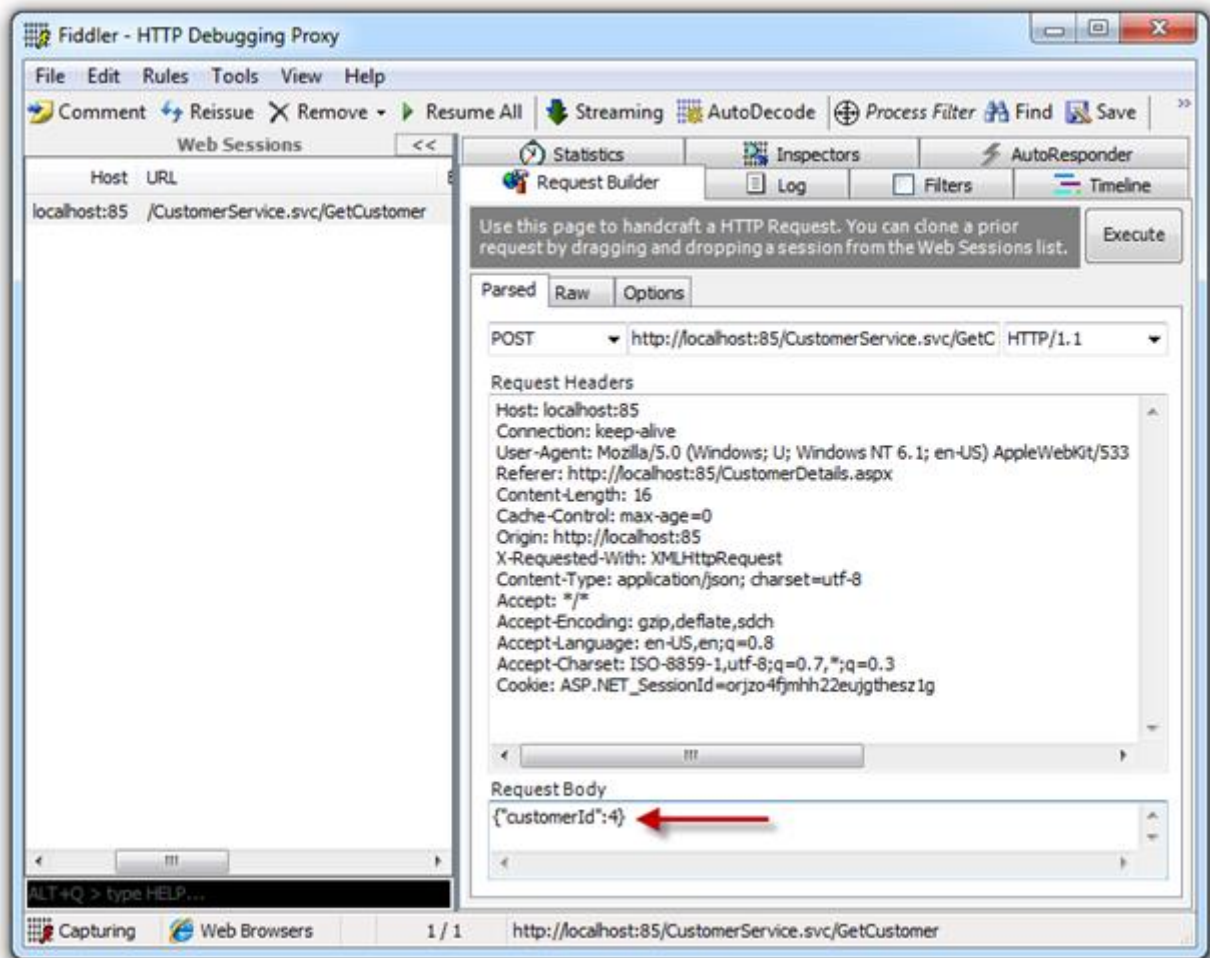 Fiddler - HTTP Debugging Proxy
File Edit Rules Tools View Help
Comment Reissue Remove Resume All Streaming AutoDecode Process Filter Find Save »
Web Sessions <<
Host URL
localhost:85 /CustomerService.svc/GetCustomer
Statistics Inspectors AutoResponder
Request Builder Log Filters Timeline
Use this page to handcraft a HTTP Request. You can clone a prior
request by dragging and dropping a session from the Web Sessions list.
Execute
Parsed Raw Options
POST http://localhost:85/CustomerService.svc/GetC HTTP/1.1
Request Headers
Host: localhost:85
Connection: keep-alive
User-Agent: Mozilla/5.0 (Windows; U; Windows NT 6.1; en-US) AppleWebKit/533
Referer: http://localhost:85/CustomerDetails.aspx
Content-Length: 16
Cache-Control: max-age=0
Origin: http://localhost:85
X-Requested-With: XMLHttpRequest
Content-Type: application/json; charset=utf-8
Accept: */*
Accept-Encoding: gzip,deflate,sdch
Accept-Language: en-US,en;q=0.8
Accept-Charset: ISO-8859-1,utf-8;q=0.7,*;q=0.3
Cookie: ASP.NET_SessionId=orjzo4fjmhh22eujgthesz1g
Request Body
{"customerId":4}
ALT+Q > type HELP...
Capturing Web Browsers 1 / 1 http://localhost:85/CustomerService.svc/GetCustomer